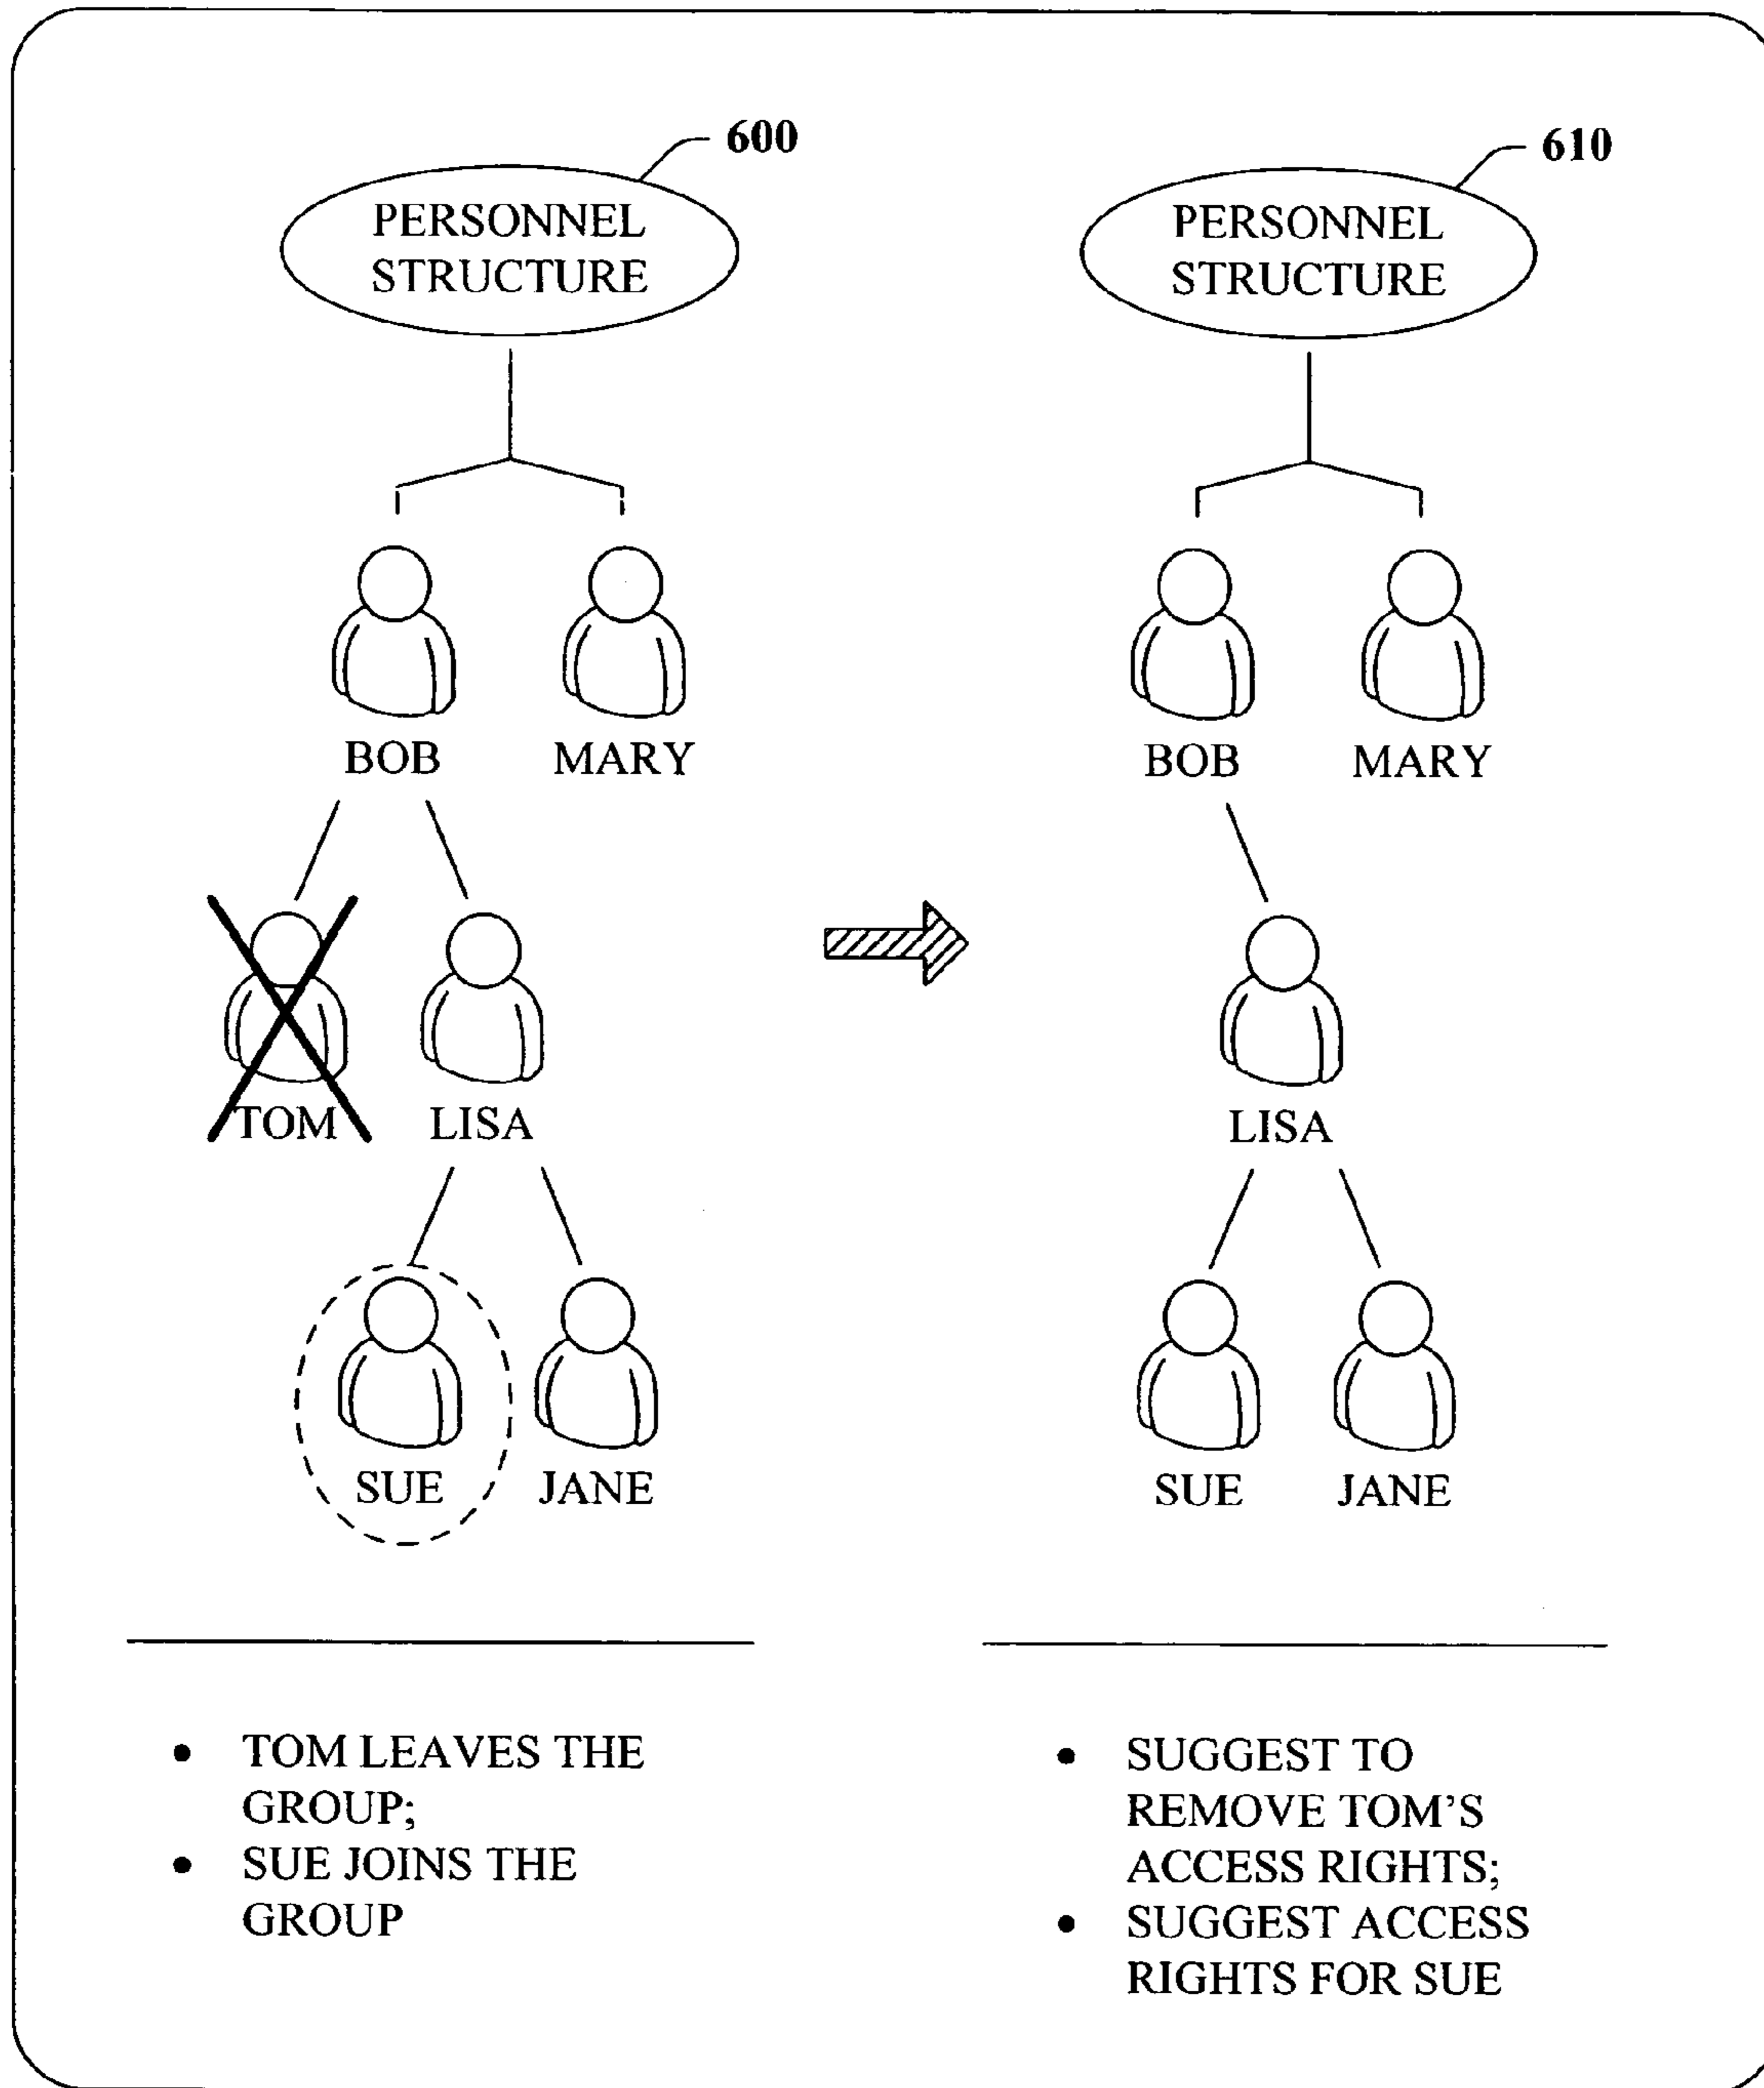 600
PERSONNEL
STRUCTURE
BOB MARY
TOM LISA
SUE JANE
• TOM LEAVES THE
GROUP;
• SUE JOINS THE
GROUP
610
PERSONNEL
STRUCTURE
BOB MARY
LISA
SUE JANE
• SUGGEST TO
REMOVE TOM'S
ACCESS RIGHTS;
• SUGGEST ACCESS
RIGHTS FOR SUE